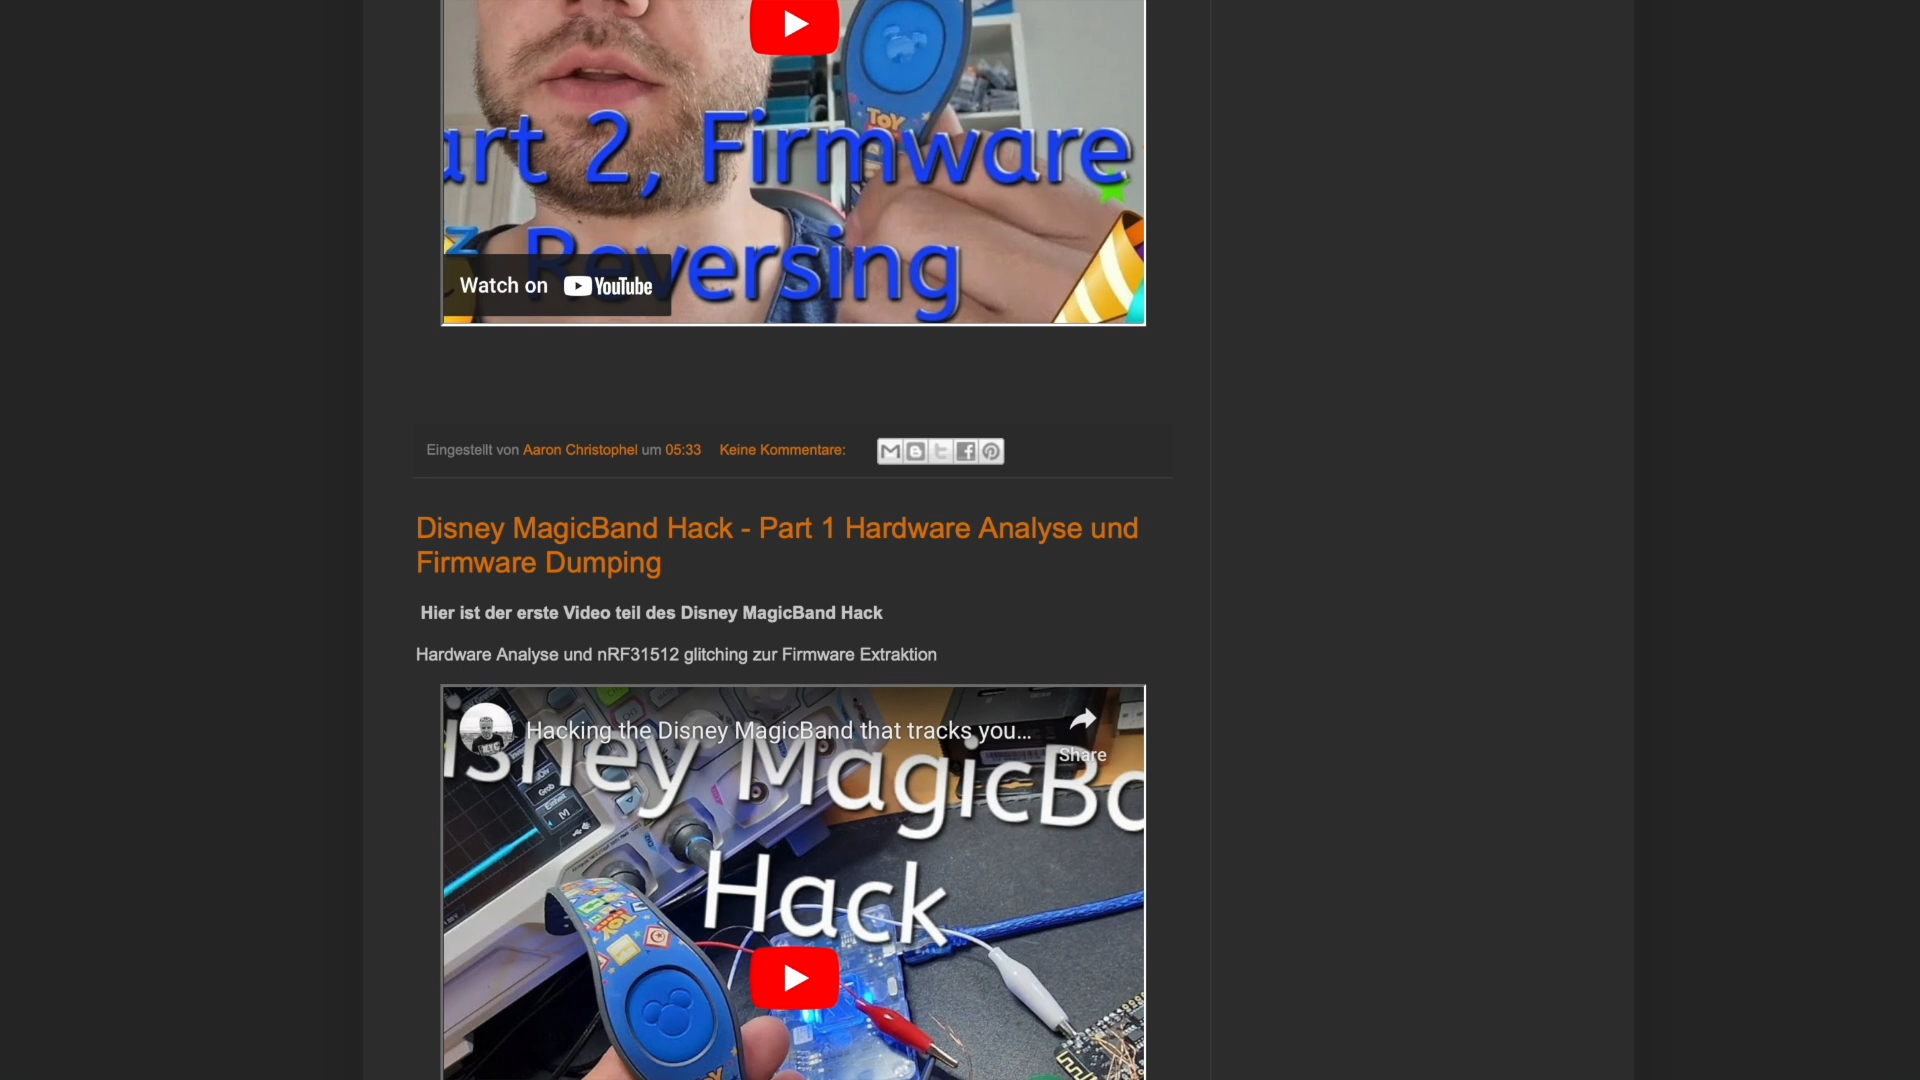 art 2, Firmware
Reversing
Watch on YouTube
Eingestellt von Aaron Christophel um 05:33 Keine Kommentare:
Disney MagicBand Hack - Part 1 Hardware Analyse und
Firmware Dumping
Hier ist der erste Video teil des Disney MagicBand Hack
Hardware Analyse und nRF31512 glitching zur Firmware Extraktion
Hacking the Disney MagicBand that tracks you...
Share
isney MagicBa
Hack
TOY